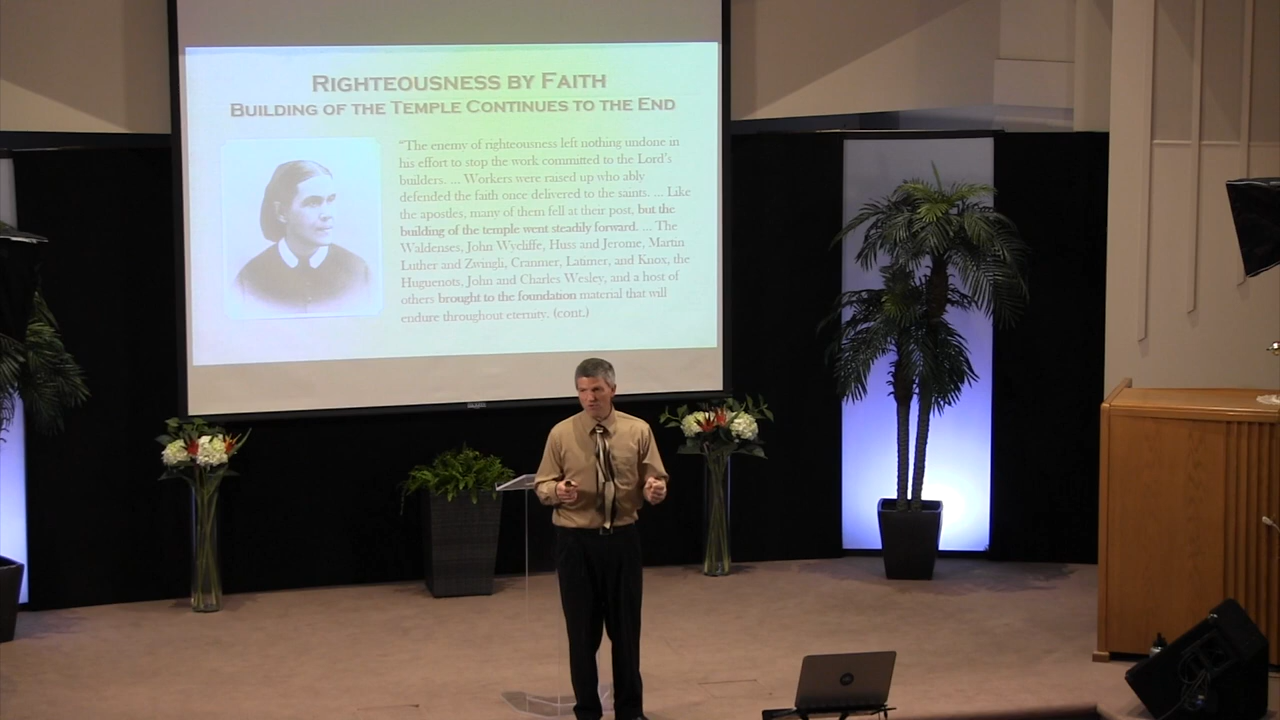 RIGHTEOUSNESS BY FAITH
BUILDING OF THE TEMPLE CONTINUES TO THE END
"The enemy of righteousness left nothing undone in
his effort to stop the work committed to the Lord's
builders. ... Workers were raised up who ably
defended the faith once delivered to the saints. ... Like
the apostles, many of them fell at their post, but the
building of the temple went steadily forward. ... The
Waldenses, John Wycliffe, Huss and Jerome, Martin
Luther and Zwingli, Cranmer, Latimer, and Knox, the
Huguenots, John and Charles Wesley, and a host of
others brought to the foundation material that will
endure throughout eternity. (cont.)